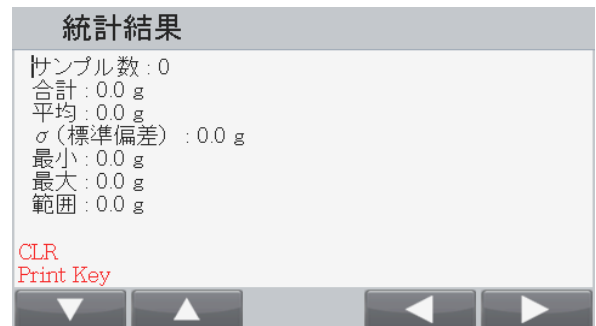 統計結果
サンプル数 : 0
合計 : 0.0 g
平均 : 0.0 g
σ（標準偏差） : 0.0 g
最小 : 0.0 g
最大 : 0.0 g
範囲 : 0.0 g
CLR
Print Key